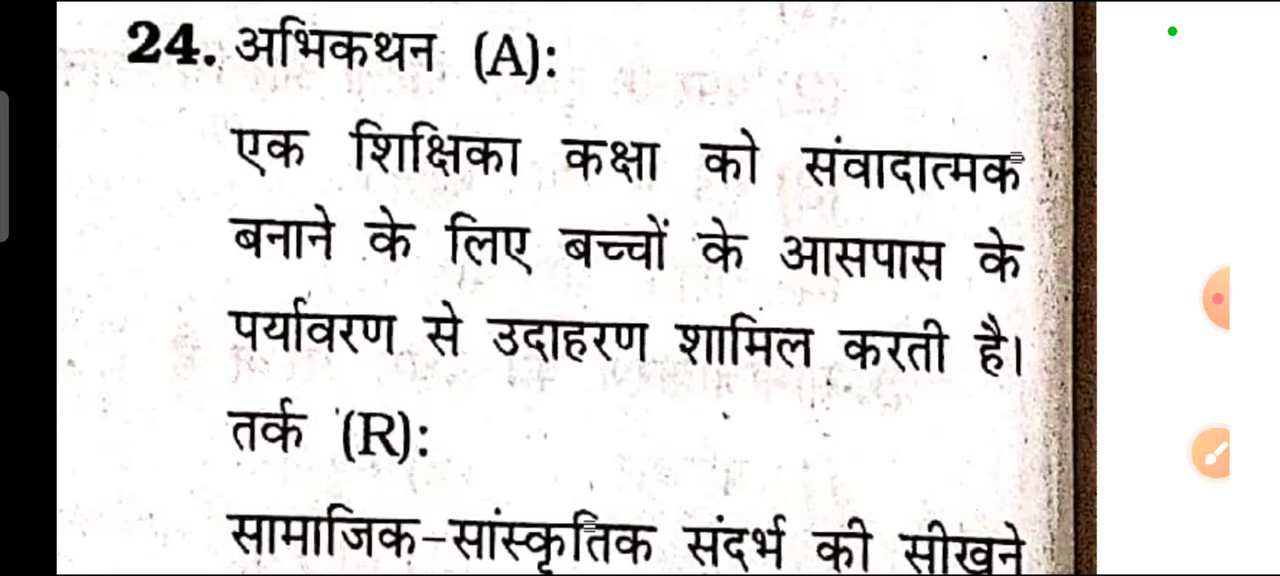 24. अभिकथन (A):
एक शिक्षिका कक्षा को संवादात्मक
बनाने के लिए बच्चों के आसपास के
पर्यावरण से उदाहरण शामिल करती है।
तर्क (R):
सामाजिक-सांस्कृतिक संदर्भ की सीखने